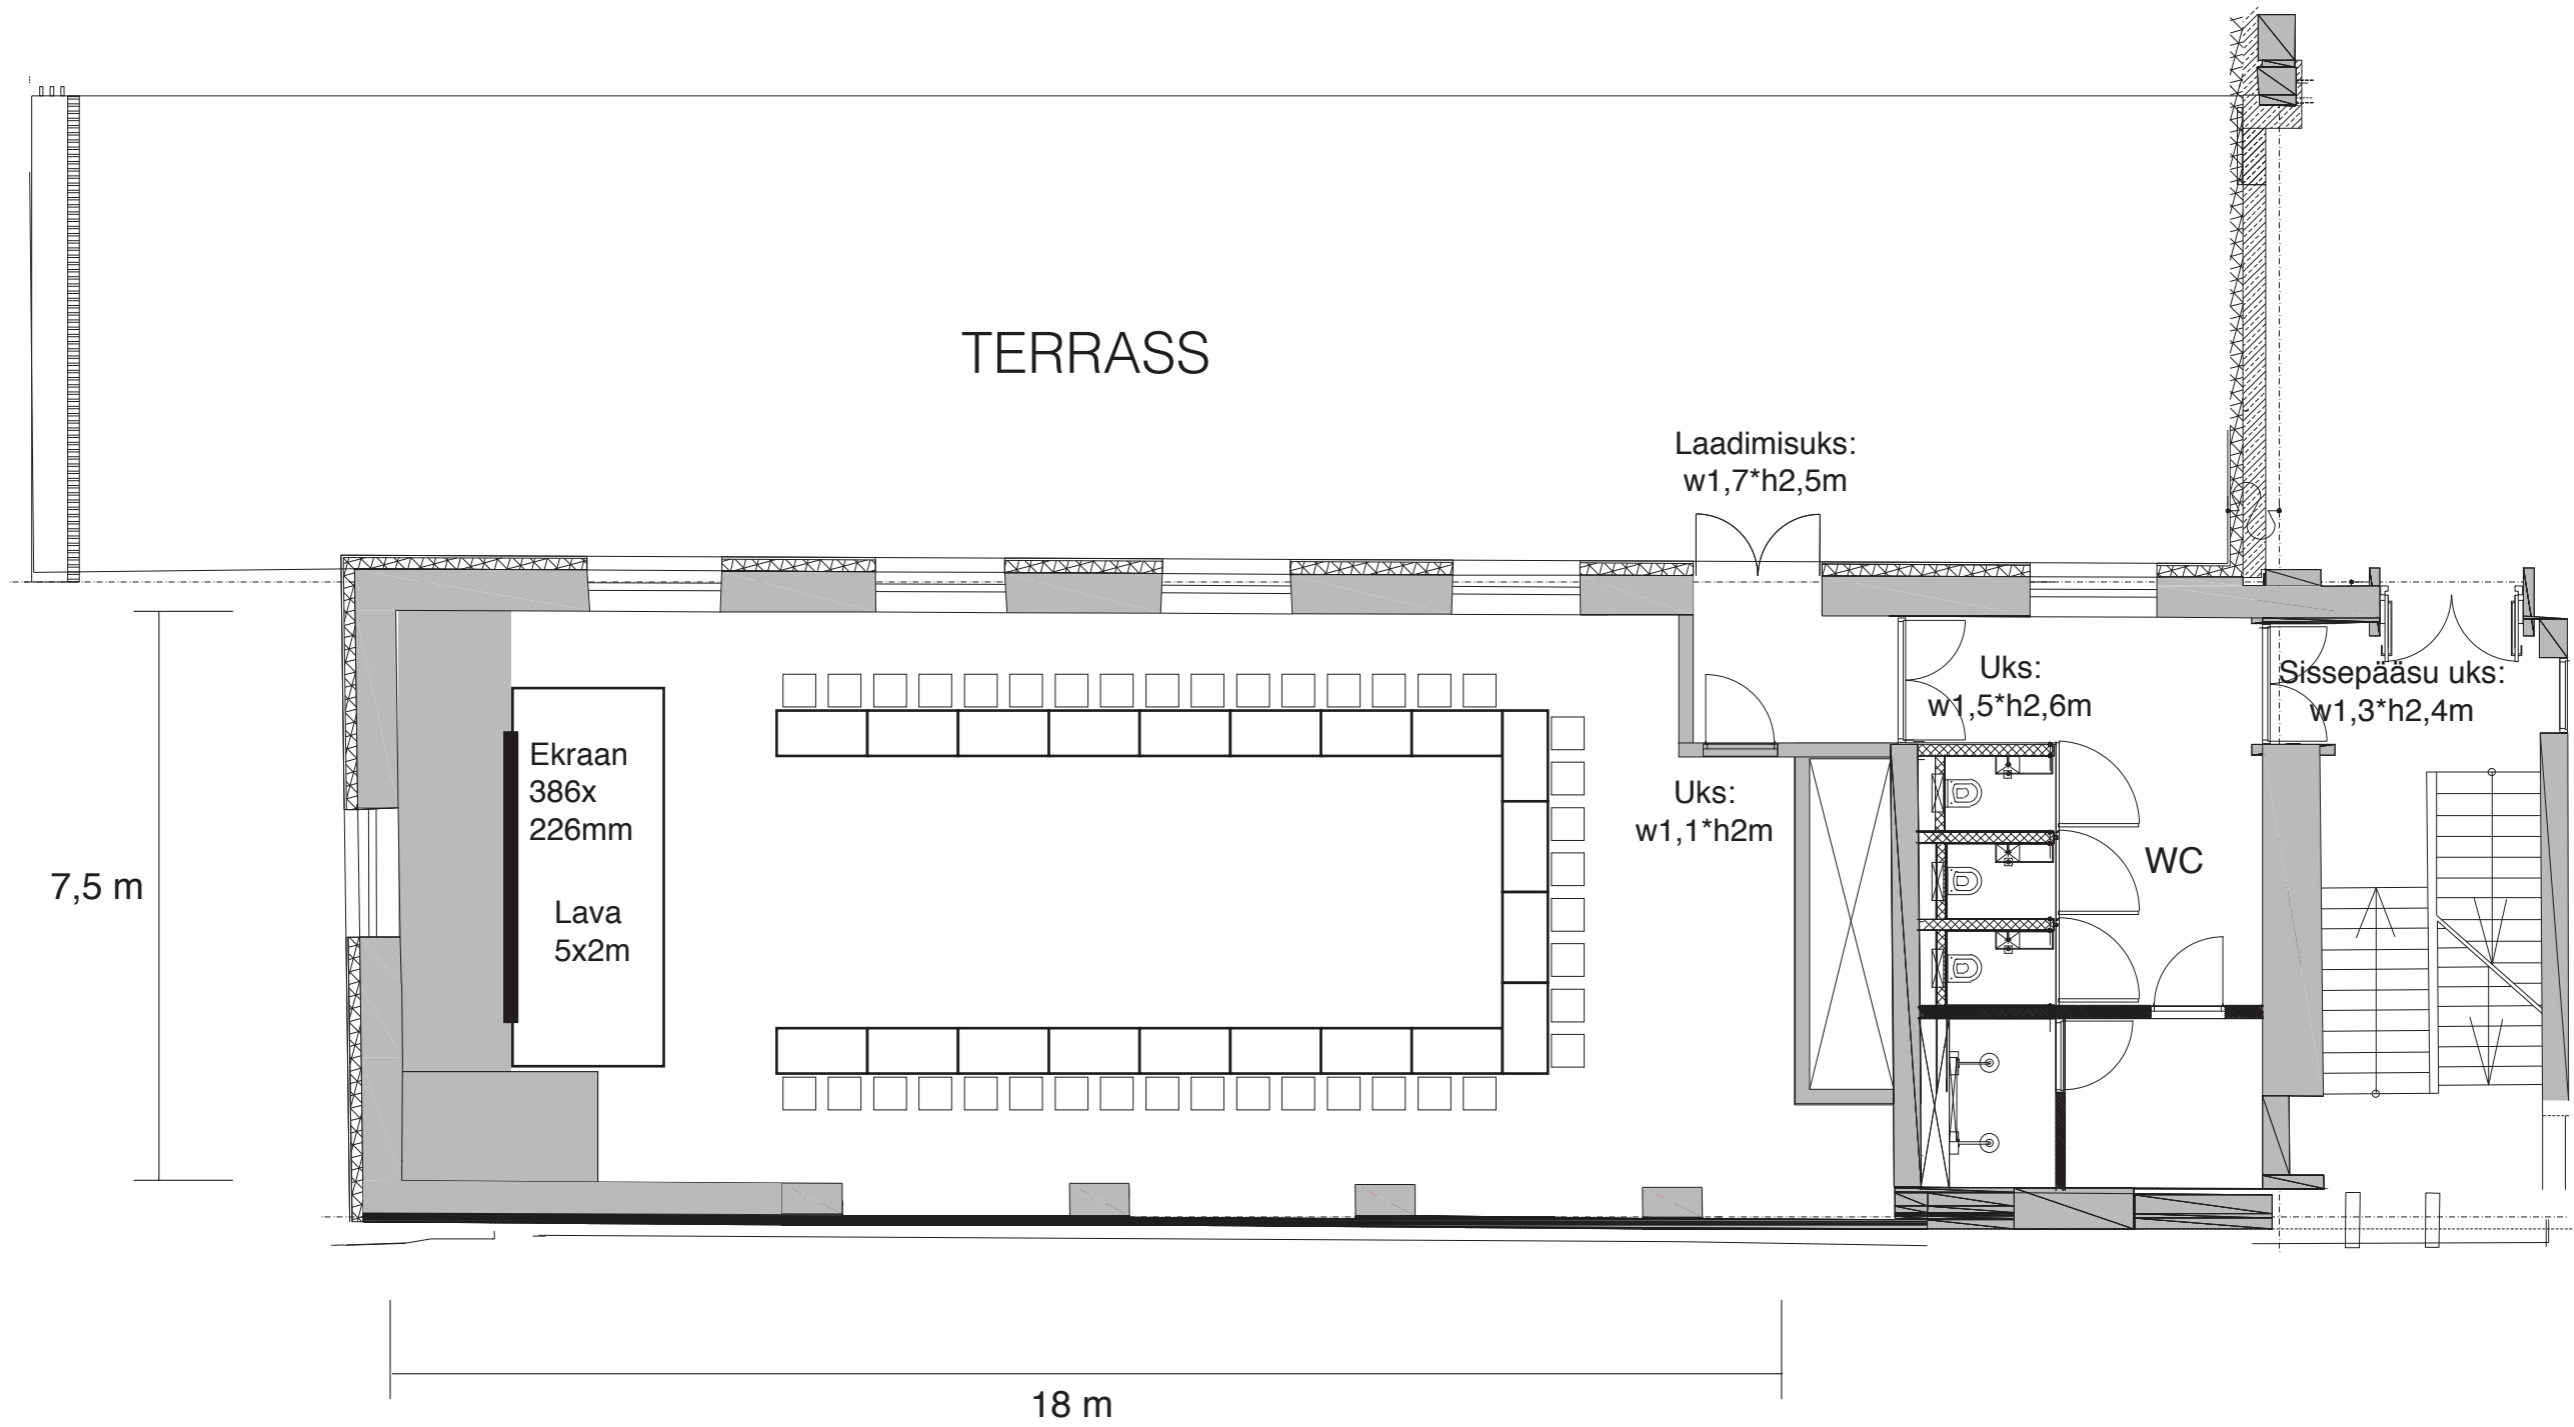 TERRASS
Laadimisuks:
w1,7*h2,5m
Uks:
w1,5*h2,6m
Sissepääsu uks:
w1,3*h2,4m
Ekraan
386x
226mm
Lava
5x2m
Uks:
w1,1*h2m
WC
7,5 m
18 m